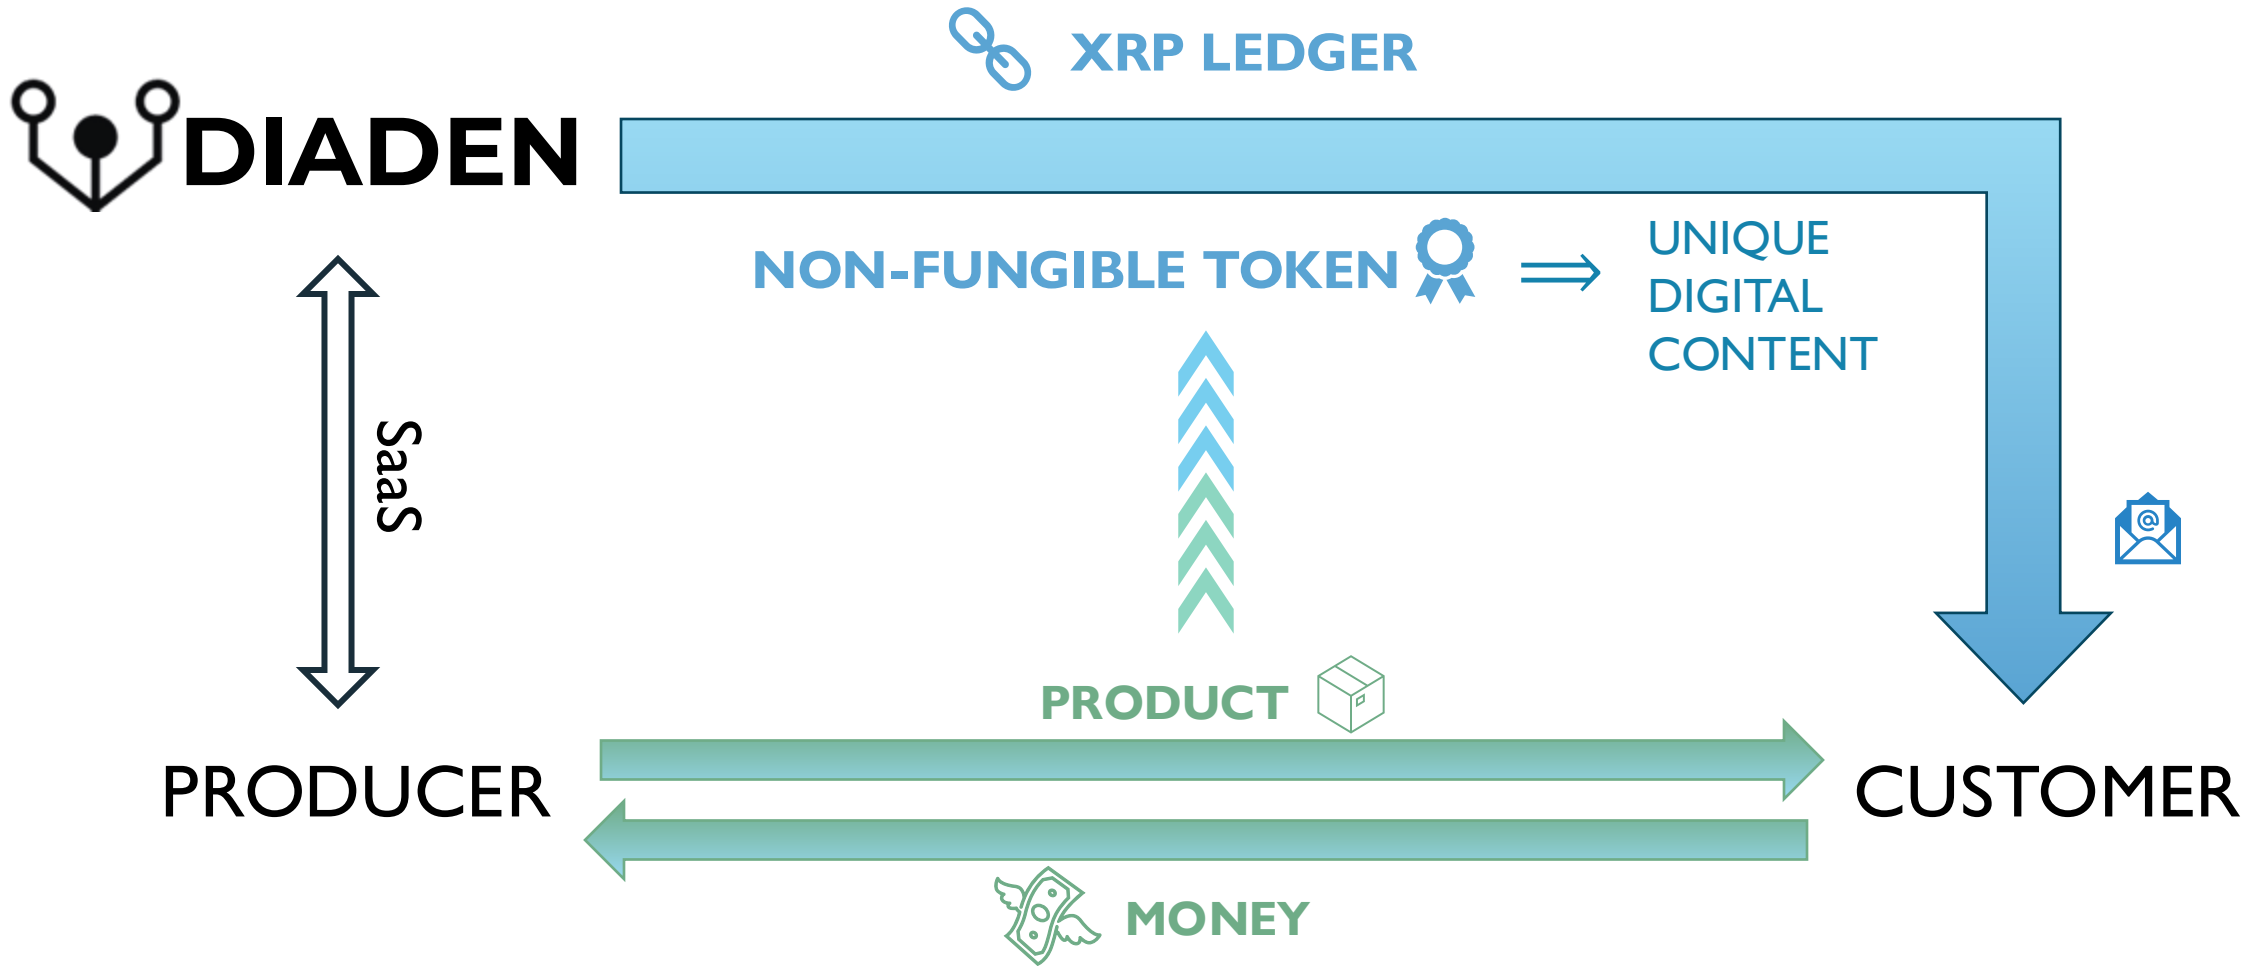 XRP LEDGER
DIADEN
NON-FUNGIBLE TOKEN
UNIQUE
DIGITAL
CONTENT
SaaS
@
PRODUCT
PRODUCER
CUSTOMER
MONEY